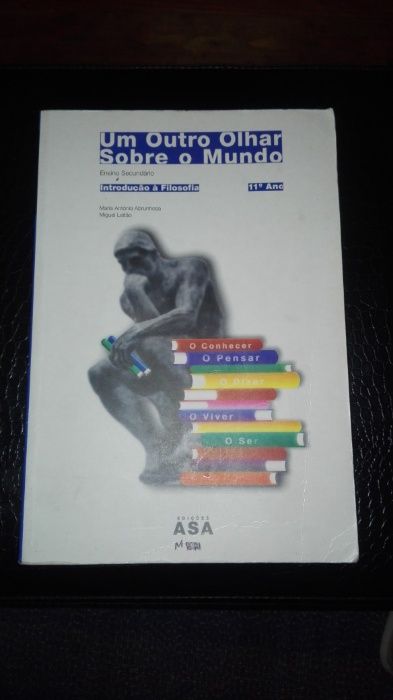 Um Outro Olhar
Sobre o Mundo
Ensino Secundário
Introdução à Filosofia 11º Ano
Maria Antónia Abrunhosa
Miguel Leitão
O Conhecer
O Pensar
O Dizer
O Viver
O Ser
EDIÇÕES
ASA